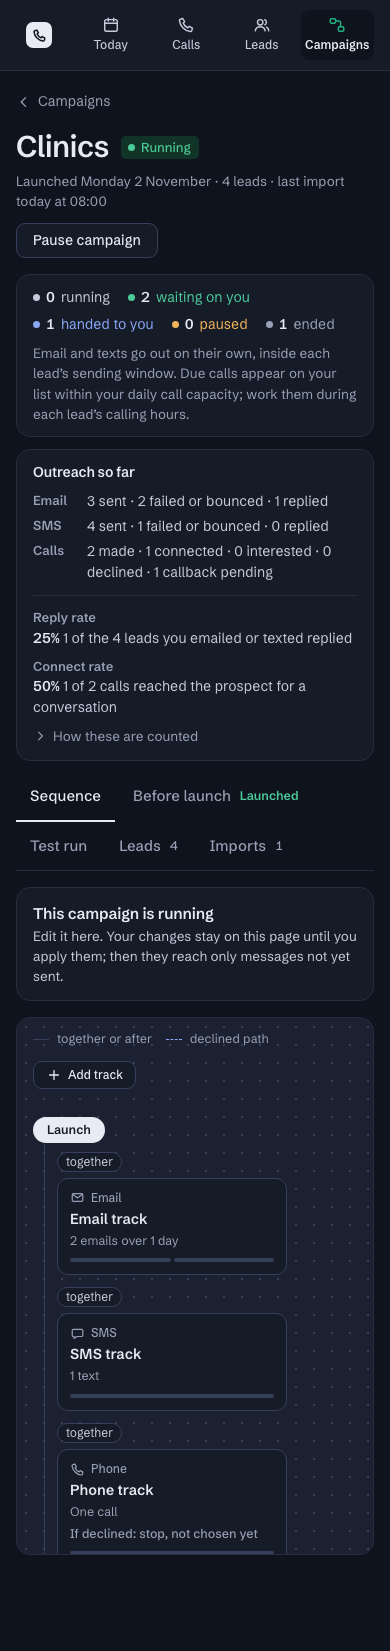 Today
Calls
Leads
Campaigns
Campaigns
Clinics
Running
Launched Monday 2 November · 4 leads · last import
today at 08:00
Pause campaign
0 running
2 waiting on you
1 handed to you
0 paused
1 ended
Email and texts go out on their own, inside each
lead's sending window. Due calls appear on your
list within your daily call capacity; work them during
each lead's calling hours.
Outreach so far
Email 3 sent · 2 failed or bounced · 1 replied
SMS 4 sent · 1 failed or bounced · 0 replied
Calls 2 made · 1 connected · 0 interested · 0
declined · 1 callback pending
Reply rate
25% 1 of the 4 leads you emailed or texted replied
Connect rate
50% 1 of 2 calls reached the prospect for a
conversation
How these are counted
Sequence
Before launch Launched
Test run
Leads 4
Imports 1
This campaign is running
Edit it here. Your changes stay on this page until you
apply them; then they reach only messages not yet
sent.
together or after
declined path
Add track
Launch
together
Email
Email track
2 emails over 1 day
together
SMS
SMS track
1 text
together
Phone
Phone track
One call
If declined: stop, not chosen yet